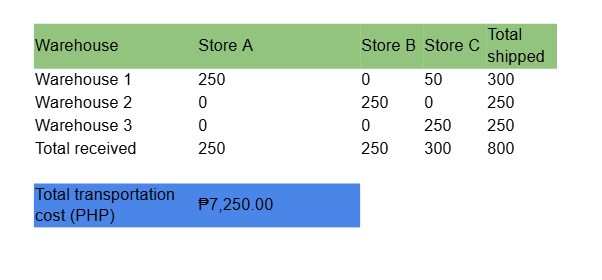 Warehouse Store A Store B Store C Total shipped
Warehouse 1 250 0 50 300
Warehouse 2 0 250 0 250
Warehouse 3 0 0 250 250
Total received 250 250 300 800
Total transportation
cost (PHP) ₱7,250.00